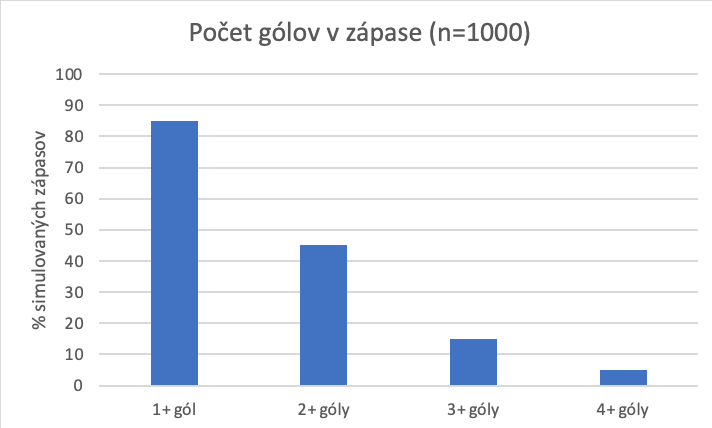 Počet gólov v zápase (n=1000)
% simulovaných zápasov
100
90
80
70
60
50
40
30
20
10
0
1+ gól
2+ góly
3+ góly
4+ góly